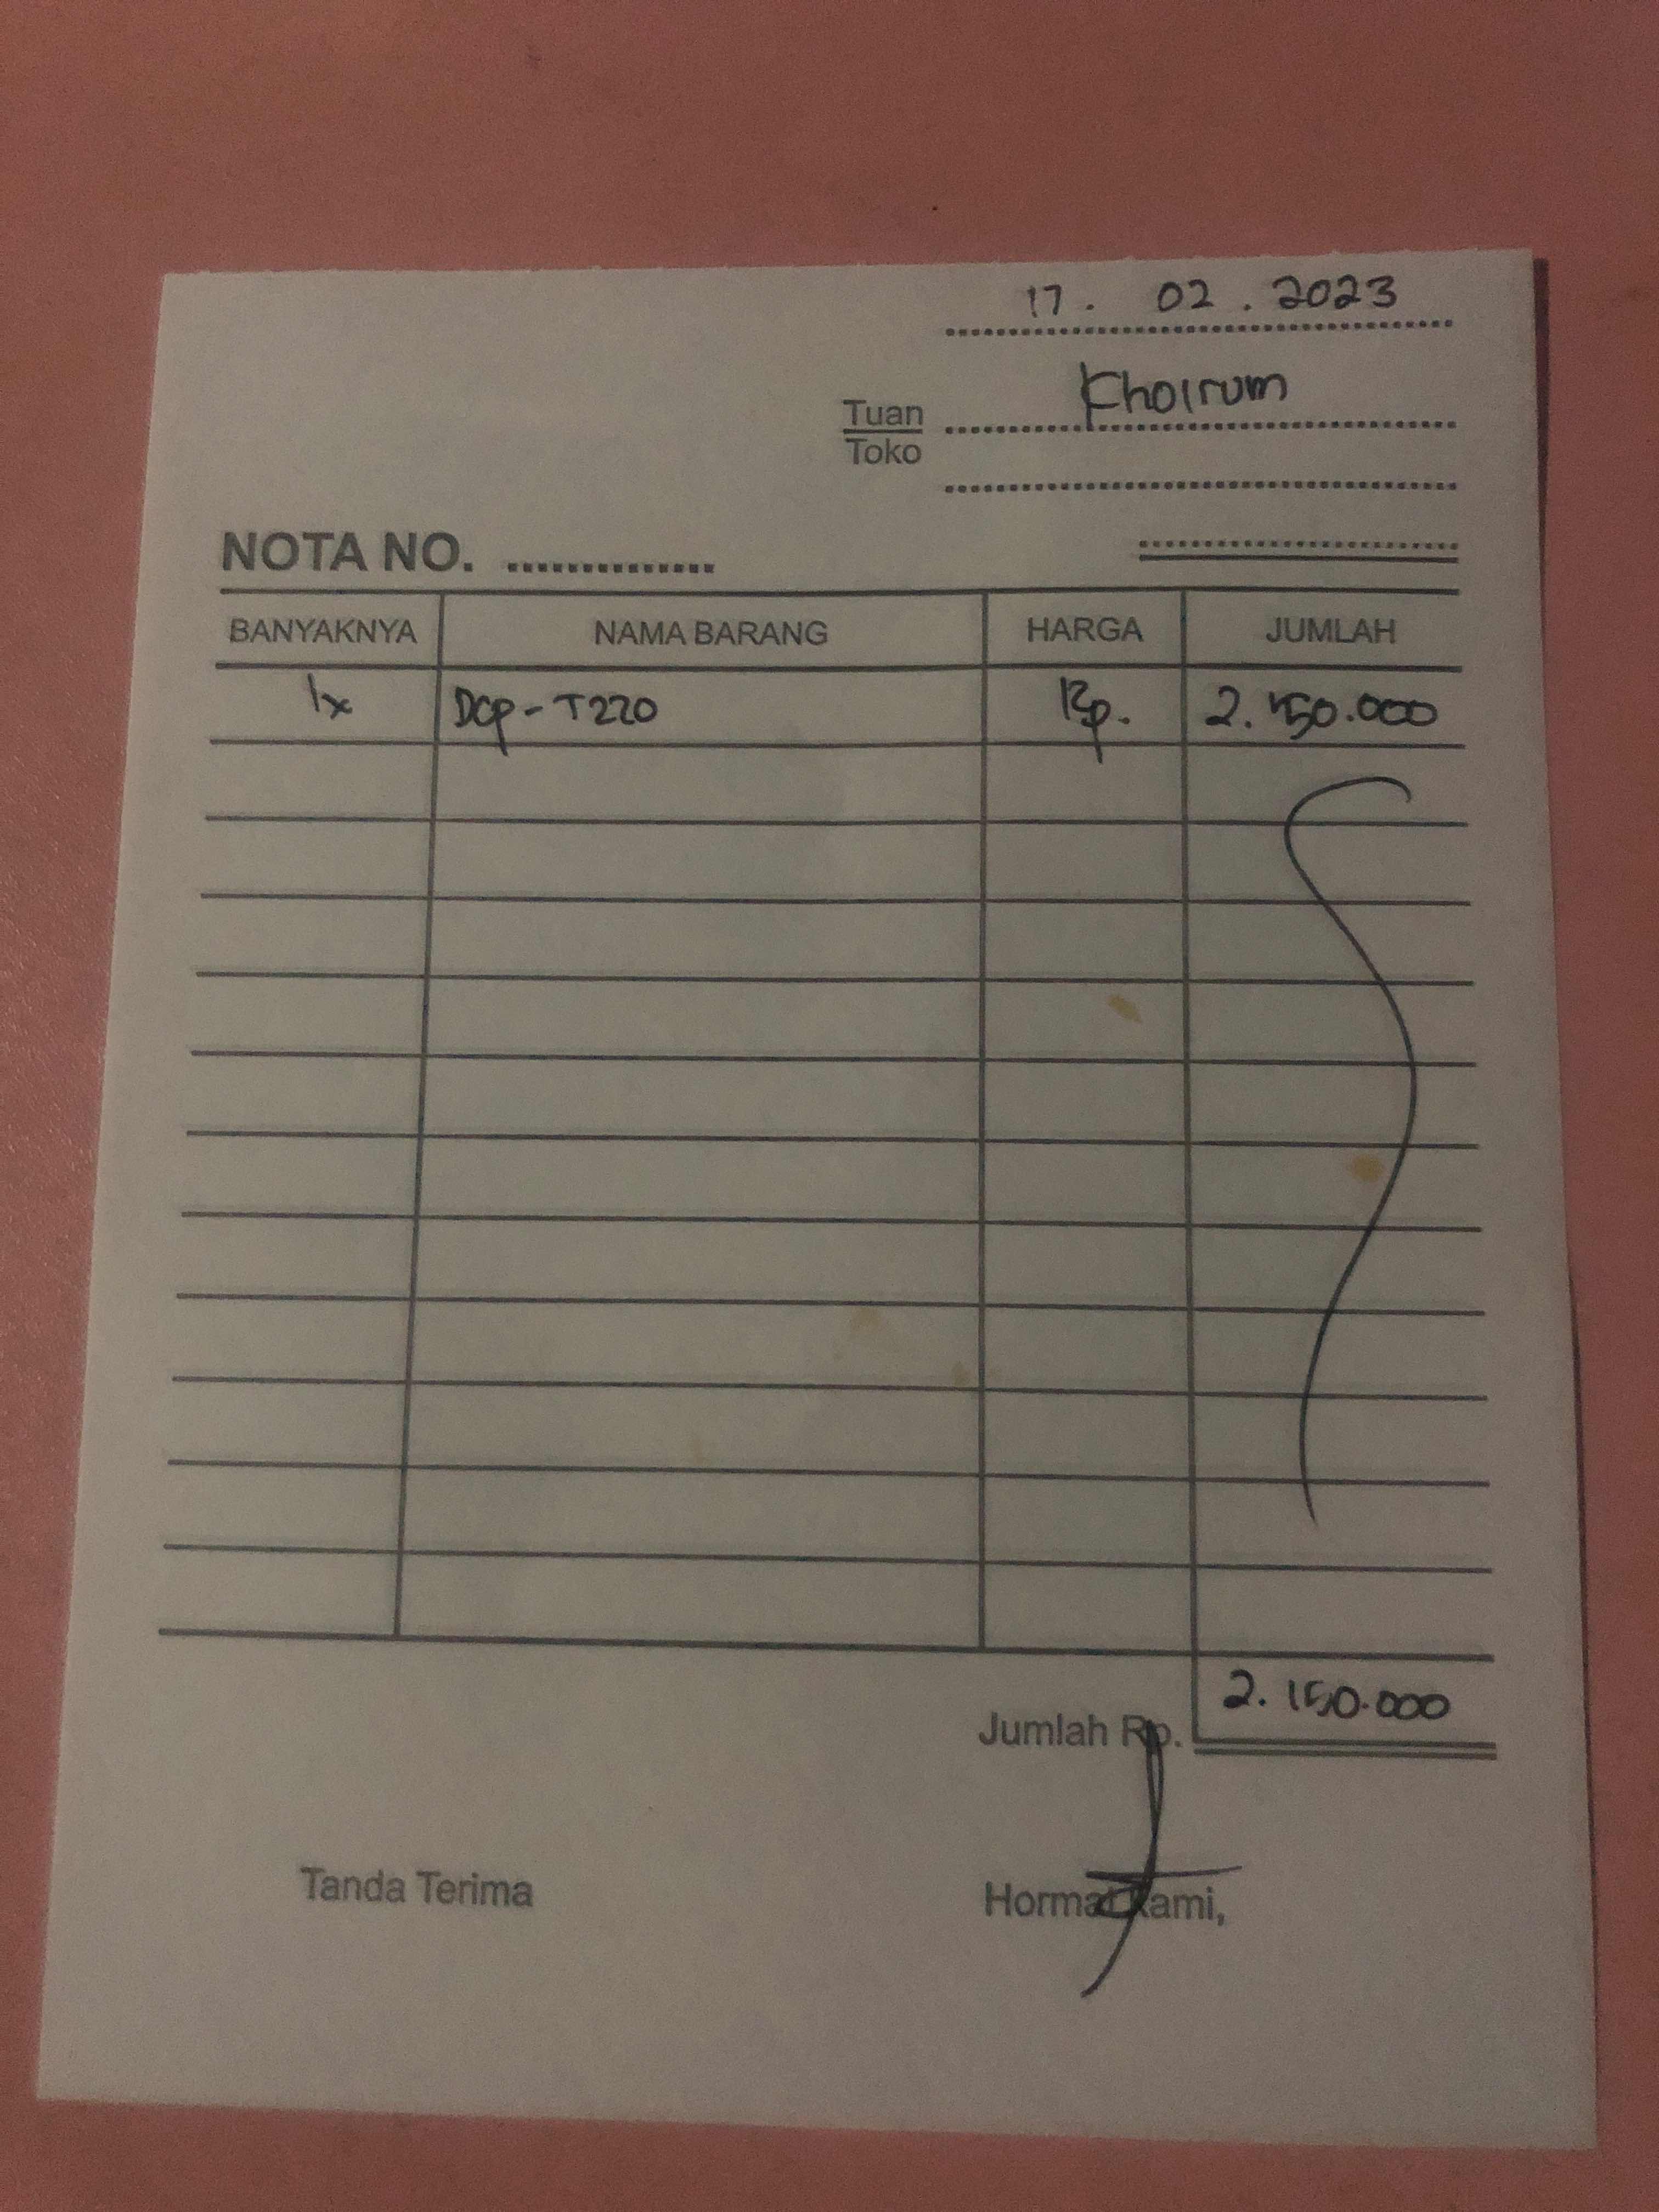 17. 02. 2023
Tuan Khoirum
Toko
NOTA NO. ..............
BANYAKNYA NAMA BARANG HARGA JUMLAH
1x Dcp-T220 Rp. 2.150.000
Jumlah Rp. 2.150.000
Tanda Terima Hormat Kami,